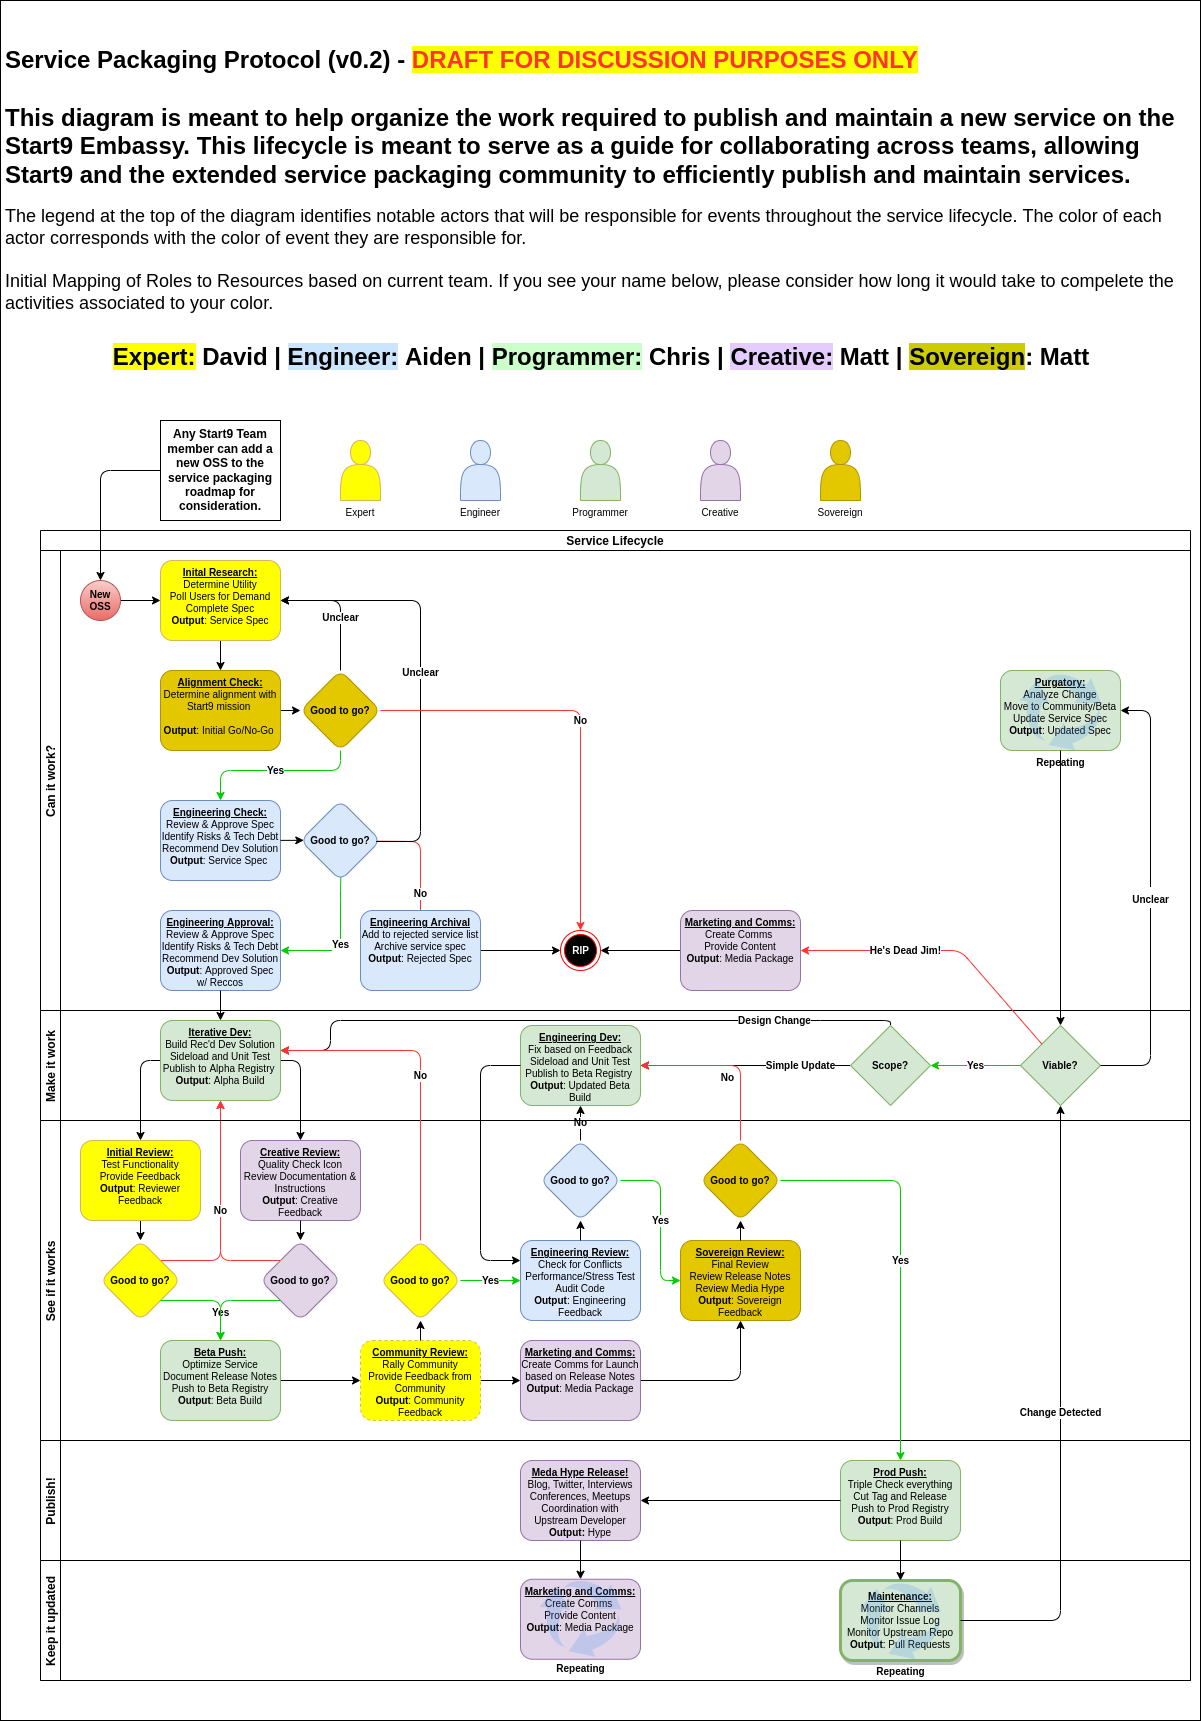 Service Packaging Protocol (v0.2) - DRAFT FOR DISCUSSION PURPOSES ONLY
This diagram is meant to help organize the work required to publish and maintain a new service on the
Start9 Embassy. This lifecycle is meant to serve as a guide for collaborating across teams, allowing
Start9 and the extended service packaging community to efficiently publish and maintain services.
The legend at the top of the diagram identifies notable actors that will be responsible for events throughout the service lifecycle. The color of each
actor corresponds with the color of event they are responsible for.
Initial Mapping of Roles to Resources based on current team. If you see your name below, please consider how long it would take to compelete the
activities associated to your color.
Expert: David | Engineer: Aiden | Programmer: Chris | Creative: Matt | Sovereign: Matt
Any Start9 Team
member can add a
new OSS to the
service packaging
roadmap for
consideration.
Expert
Engineer
Programmer
Creative
Sovereign
Service Lifecycle
Can it work?
New
OSS
Inital Research:
Determine Utility
Poll Users for Demand
Complete Spec
Output: Service Spec
Unclear
Unclear
Alignment Check:
Determine alignment with
Start9 mission
Output: Initial Go/No-Go
Good to go?
No
Yes
Purgatory:
Analyze Change
Move to Community/Beta
Update Service Spec
Output: Updated Spec
Repeating
Engineering Check:
Review & Approve Spec
Identify Risks & Tech Debt
Recommend Dev Solution
Output: Service Spec
Good to go?
No
Yes
Unclear
Engineering Approval:
Review & Approve Spec
Identify Risks & Tech Debt
Recommend Dev Solution
Output: Approved Spec
w/ Reccos
Engineering Archival
Add to rejected service list
Archive service spec
Output: Rejected Spec
RIP
Marketing and Comms:
Create Comms
Provide Content
Output: Media Package
He's Dead Jim!
Make it work
Iterative Dev:
Build Rec'd Dev Solution
Sideload and Unit Test
Publish to Alpha Registry
Output: Alpha Build
No
Engineering Dev:
Fix based on Feedback
Sideload and Unit Test
Publish to Beta Registry
Output: Updated Beta
Build
Design Change
Simple Update
No
Scope?
Yes
Viable?
See if it works
Initial Review:
Test Functionality
Provide Feedback
Output: Reviewer
Feedback
Creative Review:
Quality Check Icon
Review Documentation &
Instructions
Output: Creative
Feedback
No
No
Good to go?
Good to go?
Yes
Yes
Yes
Good to go?
Good to go?
Good to go?
Yes
Yes
Engineering Review:
Check for Conflicts
Performance/Stress Test
Audit Code
Output: Engineering
Feedback
Sovereign Review:
Final Review
Review Release Notes
Review Media Hype
Output: Sovereign
Feedback
Beta Push:
Optimize Service
Document Release Notes
Push to Beta Registry
Output: Beta Build
Community Review:
Rally Community
Provide Feedback from
Community
Output: Community
Feedback
Marketing and Comms:
Create Comms for Launch
based on Release Notes
Output: Media Package
Change Detected
Publish!
Meda Hype Release!
Blog, Twitter, Interviews
Conferences, Meetups
Coordination with
Upstream Developer
Output: Hype
Prod Push:
Triple Check everything
Cut Tag and Release
Push to Prod Registry
Output: Prod Build
Keep it updated
Marketing and Comms:
Create Comms
Provide Content
Output: Media Package
Repeating
Maintenance:
Monitor Channels
Monitor Issue Log
Monitor Upstream Repo
Output: Pull Requests
Repeating